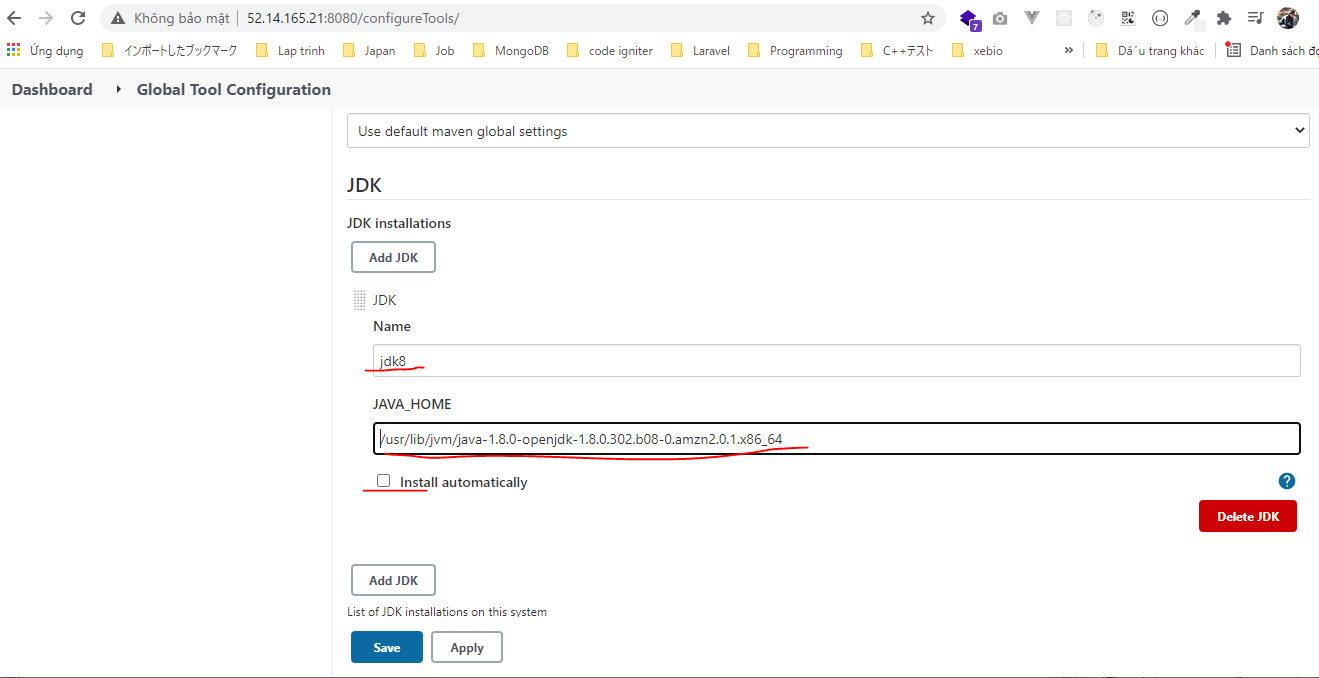 Không bảo mật 52.14.165.21:8080/configureTools/
7
Ứng dụng インポートしたブックマーク Lap trinh Japan Job MongoDB code igniter Laravel Programming C++テスト xebio » Dấu trang khác Danh sách đọ
Dashboard Global Tool Configuration
Use default maven global settings
JDK
JDK installations
Add JDK
JDK
Name
jdk8
JAVA_HOME
/usr/lib/jvm/java-1.8.0-openjdk-1.8.0.302.b08-0.amzn2.0.1.x86_64
Install automatically ?
Delete JDK
Add JDK
List of JDK installations on this system
Save Apply